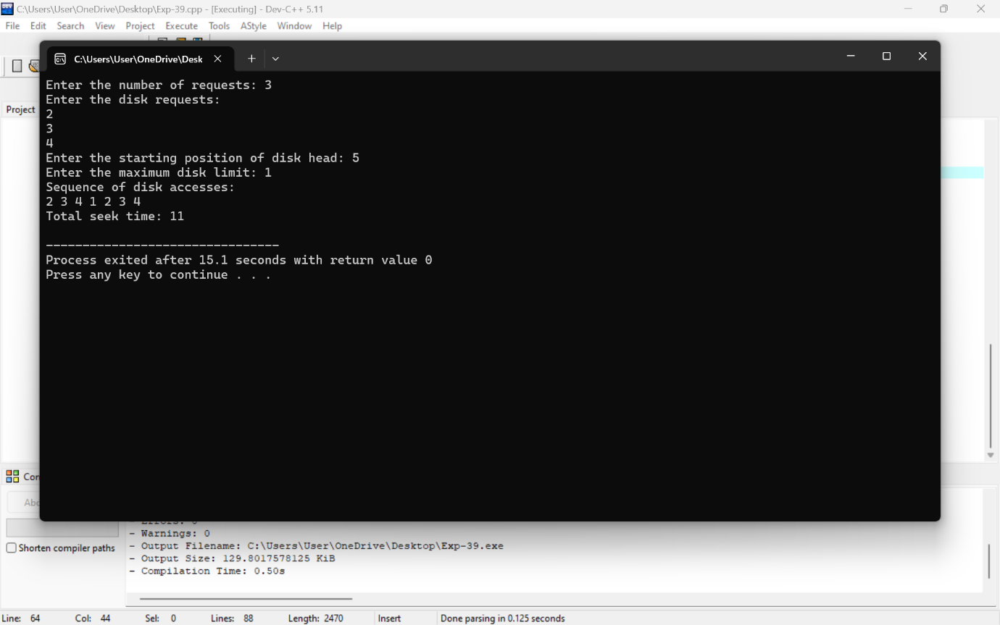 C:\Users\User\OneDrive\Desktop\Exp-39.cpp - [Executing] - Dev-C++ 5.11
File Edit Search View Project Execute Tools AStyle Window Help
C:\Users\User\OneDrive\Desk
Project
Enter the number of requests: 3
Enter the disk requests:
2
3
4
Enter the starting position of disk head: 5
Enter the maximum disk limit: 1
Sequence of disk accesses:
2 3 4 1 2 3 4
Total seek time: 11
--------------------------------
Process exited after 15.1 seconds with return value 0
Press any key to continue . . .
- Errors: 0
- Warnings: 0
- Output Filename: C:\Users\User\OneDrive\Desktop\Exp-39.exe
- Output Size: 129.8017578125 KiB
- Compilation Time: 0.50s
Shorten compiler paths
Line: 64 Col: 44 Sel: 0 Lines: 88 Length: 2470 Insert Done parsing in 0.125 seconds